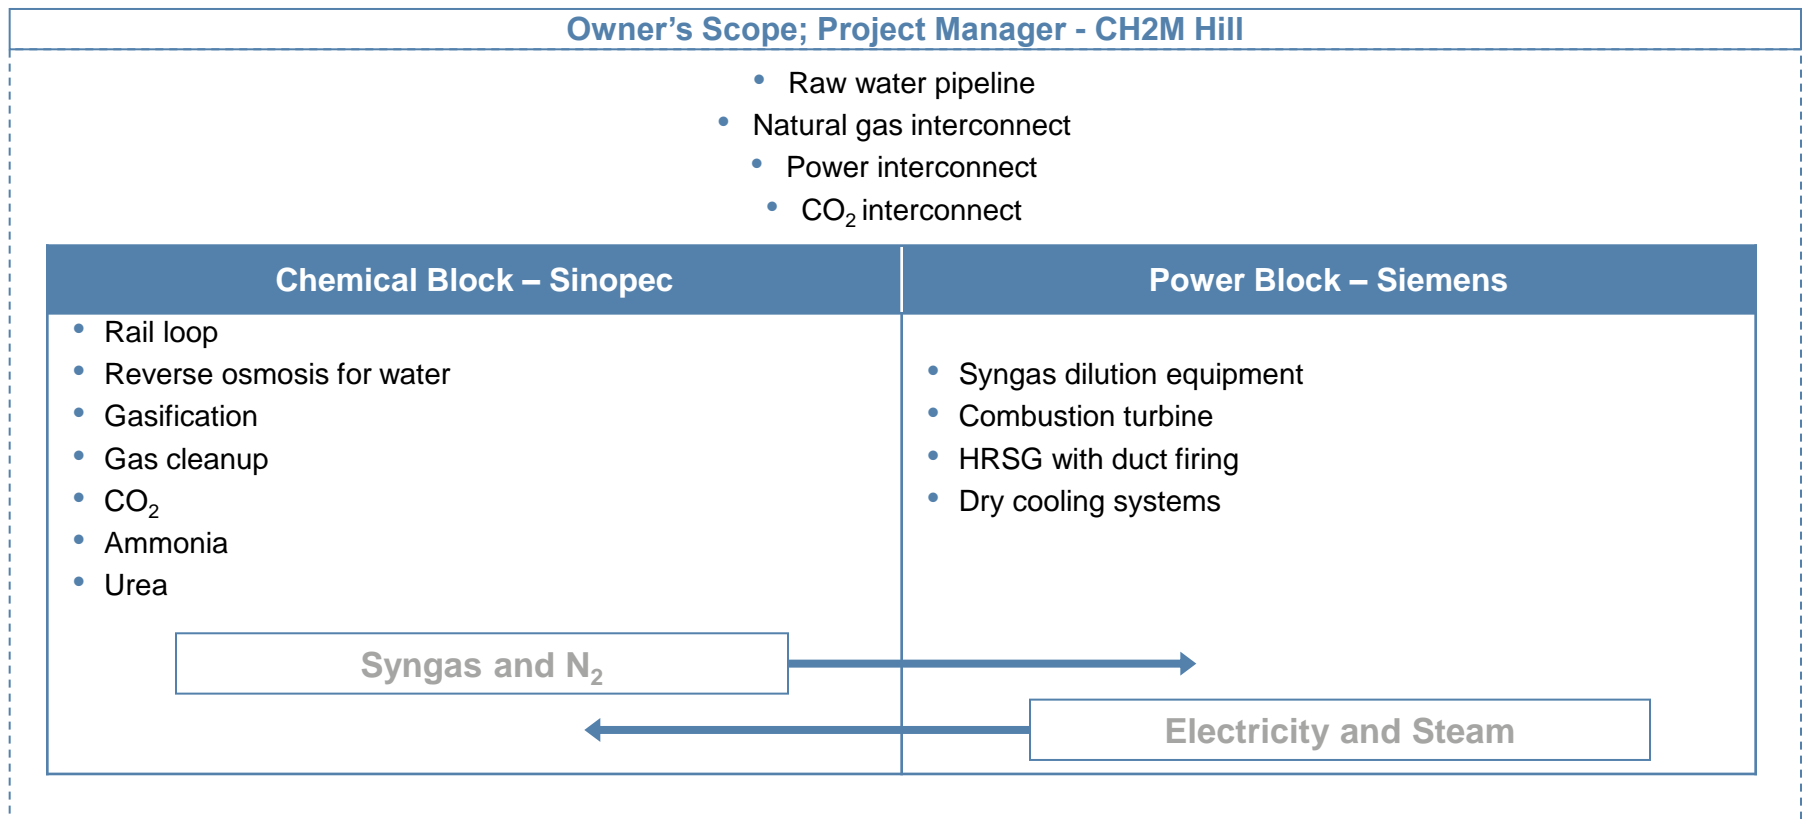 Owner's Scope; Project Manager - CH2M Hill
• Raw water pipeline
• Natural gas interconnect
• Power interconnect
• CO₂ interconnect
Chemical Block – Sinopec
• Rail loop
• Reverse osmosis for water
• Gasification
• Gas cleanup
• CO₂
• Ammonia
• Urea
Power Block – Siemens
• Syngas dilution equipment
• Combustion turbine
• HRSG with duct firing
• Dry cooling systems
Syngas and N₂
Electricity and Steam